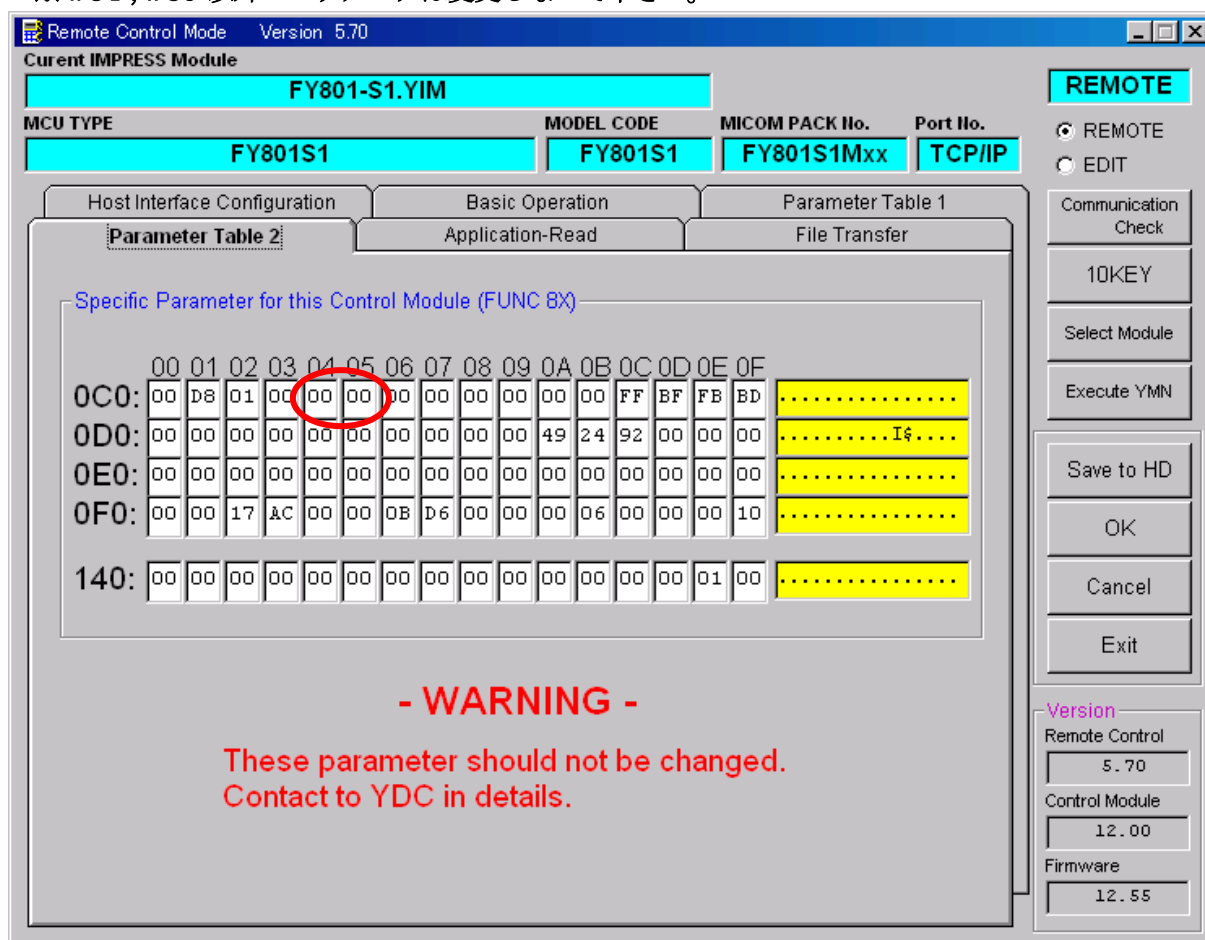 Remote Control Mode Version 5.70
Curent IMPRESS Module
FY801-S1.YIM
REMOTE
MCU TYPE MODEL CODE MICOM PACK No. Port No.
FY801S1 FY801S1 FY801S1Mxx TCP/IP
REMOTE
EDIT
Host Interface Configuration Basic Operation Parameter Table 1
Parameter Table 2 Application-Read File Transfer
Communication
Check
10KEY
Select Module
Execute YMN
Save to HD
OK
Cancel
Exit
Specific Parameter for this Control Module (FUNC 8X)
00 01 02 03 04 05 06 07 08 09 0A 0B 0C 0D 0E 0F
0C0: 00 D8 01 00 00 00 00 00 00 00 00 00 FF BF FB BD ................
0D0: 00 00 00 00 00 00 00 00 00 00 49 24 92 00 00 00 ..........I$....
0E0: 00 00 00 00 00 00 00 00 00 00 00 00 00 00 00 00 ................
0F0: 00 00 17 AC 00 00 0B D6 00 00 00 06 00 00 00 10 ................
140: 00 00 00 00 00 00 00 00 00 00 00 00 00 00 01 00 ................
- WARNING -
These parameter should not be changed.
Contact to YDC in details.
Version
Remote Control
5.70
Control Module
12.00
Firmware
12.55